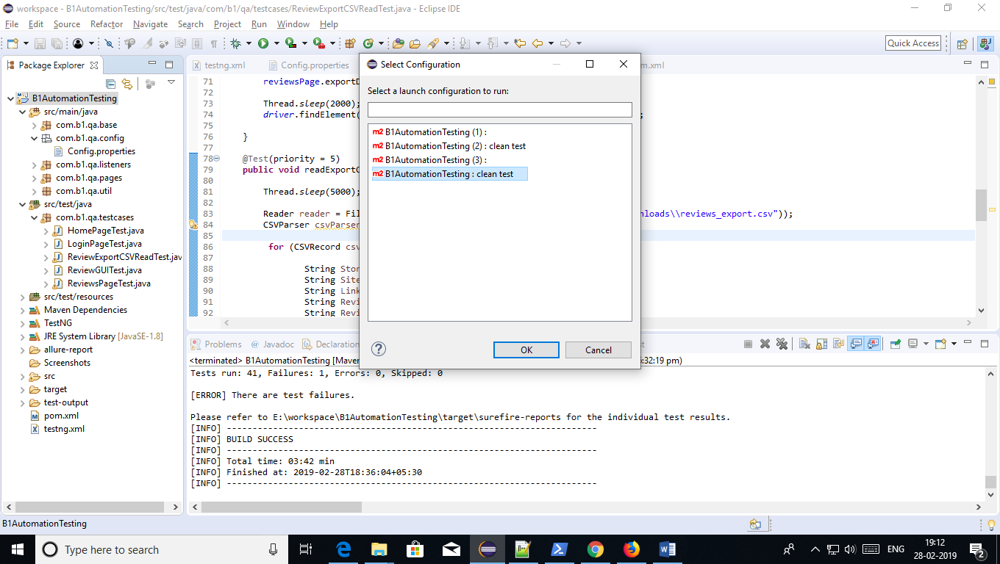 workspace - B1AutomationTesting/src/test/java/com/b1/qa/testcases/ReviewExportCSVReadTest.java - Eclipse IDE
File Edit Source Refactor Navigate Search Project Run Window Help
Quick Access
Package Explorer
B1AutomationTesting
src/main/java
com.b1.qa.base
com.b1.qa.config
Config.properties
com.b1.qa.listeners
com.b1.qa.pages
com.b1.qa.util
src/test/java
com.b1.qa.testcases
HomePageTest.java
LoginPageTest.java
ReviewExportCSVReadTest.jav
ReviewGUITest.java
ReviewsPageTest.java
src/test/resources
Maven Dependencies
TestNG
JRE System Library [JavaSE-1.8]
allure-report
Screenshots
src
target
test-output
pom.xml
testng.xml
testng.xml Config.properties m.xml
71 reviewsPage.exportD
72
73 Thread.sleep(2000);
74 driver.findElement( ;
75
76 }
77
78 @Test(priority = 5)
79 public void readExportC
80
81 Thread.sleep(5000);
82
83 Reader reader = Fil nloads\\reviews_export.csv"));
84 CSVParser csvParser
85
86 for (CSVRecord csv
87
88 String Stor
89 String Site
90 String Link
91 String Revi
92 String Revi
Select Configuration
Select a launch configuration to run:
m2 B1AutomationTesting (1) :
m2 B1AutomationTesting (2) : clean test
m2 B1AutomationTesting (3) :
m2 B1AutomationTesting : clean test
OK Cancel
Problems @ Javadoc Declaration t
<terminated> B1AutomationTesting [Maven :32:19 pm)
Tests run: 41, Failures: 1, Errors: 0, Skipped: 0
[ERROR] There are test failures.
Please refer to E:\workspace\B1AutomationTesting\target\surefire-reports for the individual test results.
[INFO] ------------------------------------------------------------------------
[INFO] BUILD SUCCESS
[INFO] ------------------------------------------------------------------------
[INFO] Total time: 03:42 min
[INFO] Finished at: 2019-02-28T18:36:04+05:30
[INFO] ------------------------------------------------------------------------
B1AutomationTesting
Type here to search
ENG
19:12
28-02-2019
2